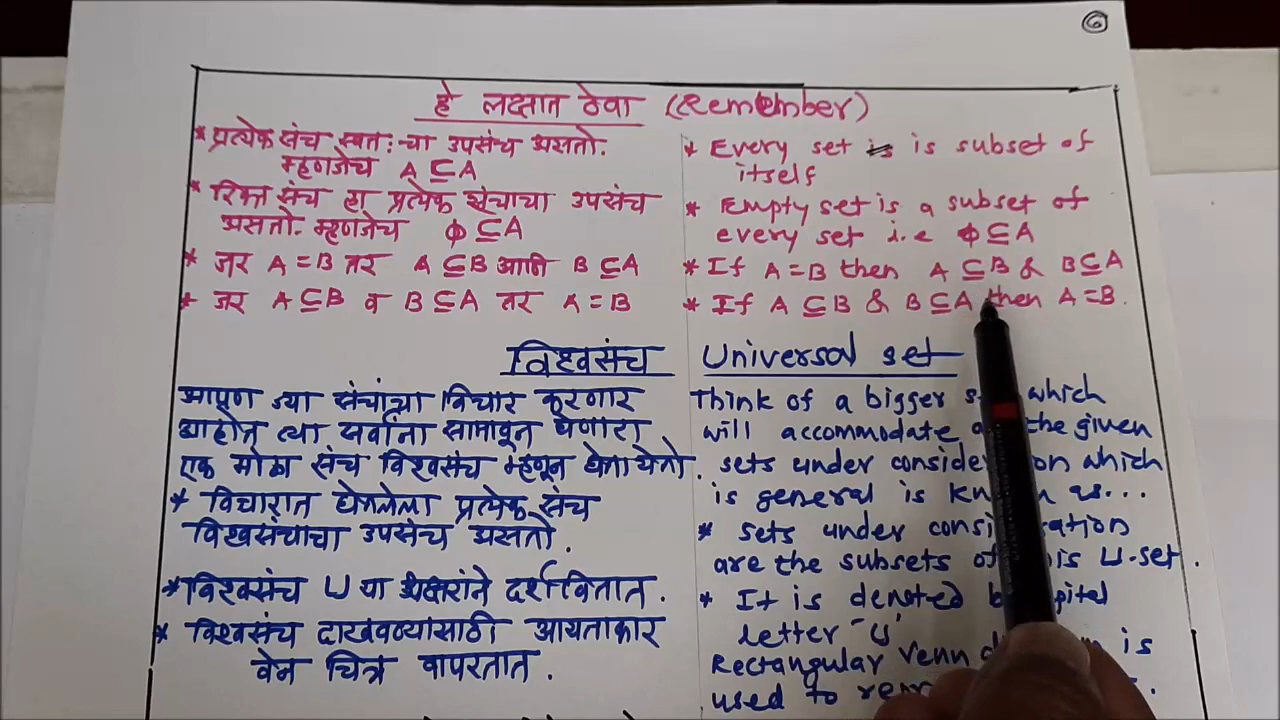 6
हे लक्षात ठेवा (Remember)
* प्रत्येक संच स्वतः चा उपसंच असतो.
म्हणजेच A ⊆ A
* रिक्त संच हा प्रत्येक संचाचा उपसंच
असतो. म्हणजेच ϕ ⊆ A
* जर A = B तर A ⊆ B आणि B ⊆ A
* जर A ⊆ B व B ⊆ A तर A = B
* Every set is is subset of
itself
* Empty set is a subset of
every set i.e ϕ ⊆ A
* If A = B then A ⊆ B & B ⊆ A
* If A ⊆ B & B ⊆ A then A = B.
विश्वसंच
आपण ज्या संचांचा विचार करणार
आहोत त्या सर्वांना सामावून घेणारा
एक मोठा संच विश्वसंच म्हणून घेता येतो.
* विचारात घेतलेला प्रत्येक संच
विश्वसंचाचा उपसंच असतो.
* विश्वसंच U या अक्षराने दर्शवितात.
* विश्वसंच दाखवण्यासाठी आयताकार
वेन चित्र वापरतात.
Universal set
Think of a bigger which
will accommodate the given
sets under which
is general is as...
* sets under
are the subsets of U-set.
* It is denoted
letter "U"
Rectangular venn is
used to